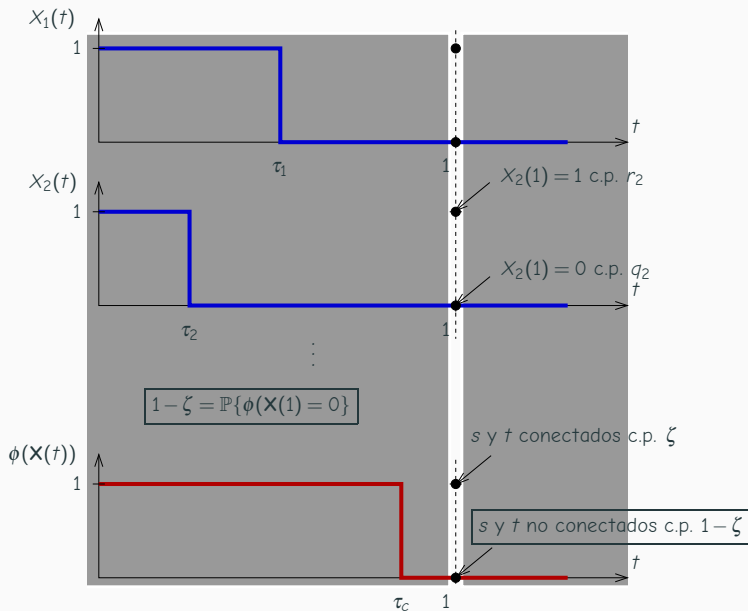 X₁(t)
1
t
τ₁
1
X₂(t)
X₂(1) = 1 c.p. r₂
1
X₂(1) = 0 c.p. q₂
t
τ₂
1
⋮
1 − ζ = ℙ{ϕ(X(1) = 0}
s y t conectados c.p. ζ
ϕ(X(t))
1
s y t no conectados c.p. 1 − ζ
t
τ_c
1